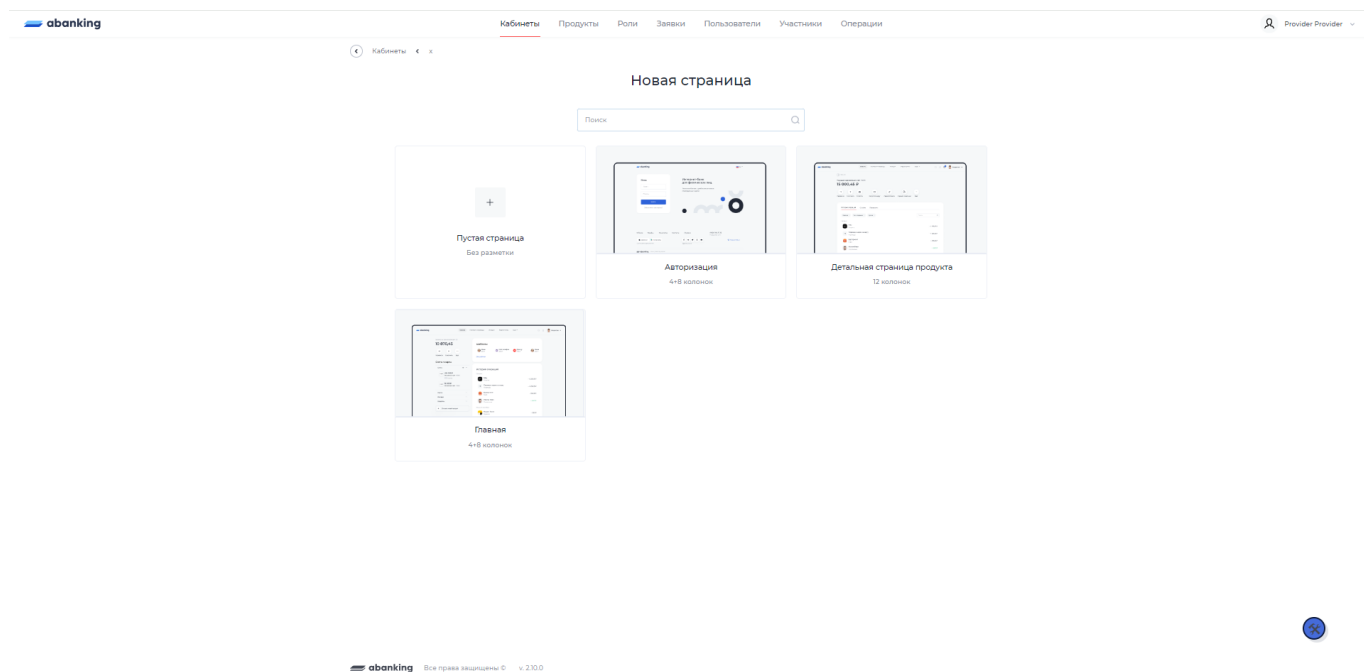 abanking
Кабинеты Продукты Роли Заявки Пользователи Участники Операции
Provider Provider
Кабинеты
Новая страница
Поиск
Пустая страница
Без разметки
Авторизация
4+8 колонок
Детальная страница продукта
12 колонок
Главная
4+8 колонок
abanking Все права защищены © v. 2.10.0